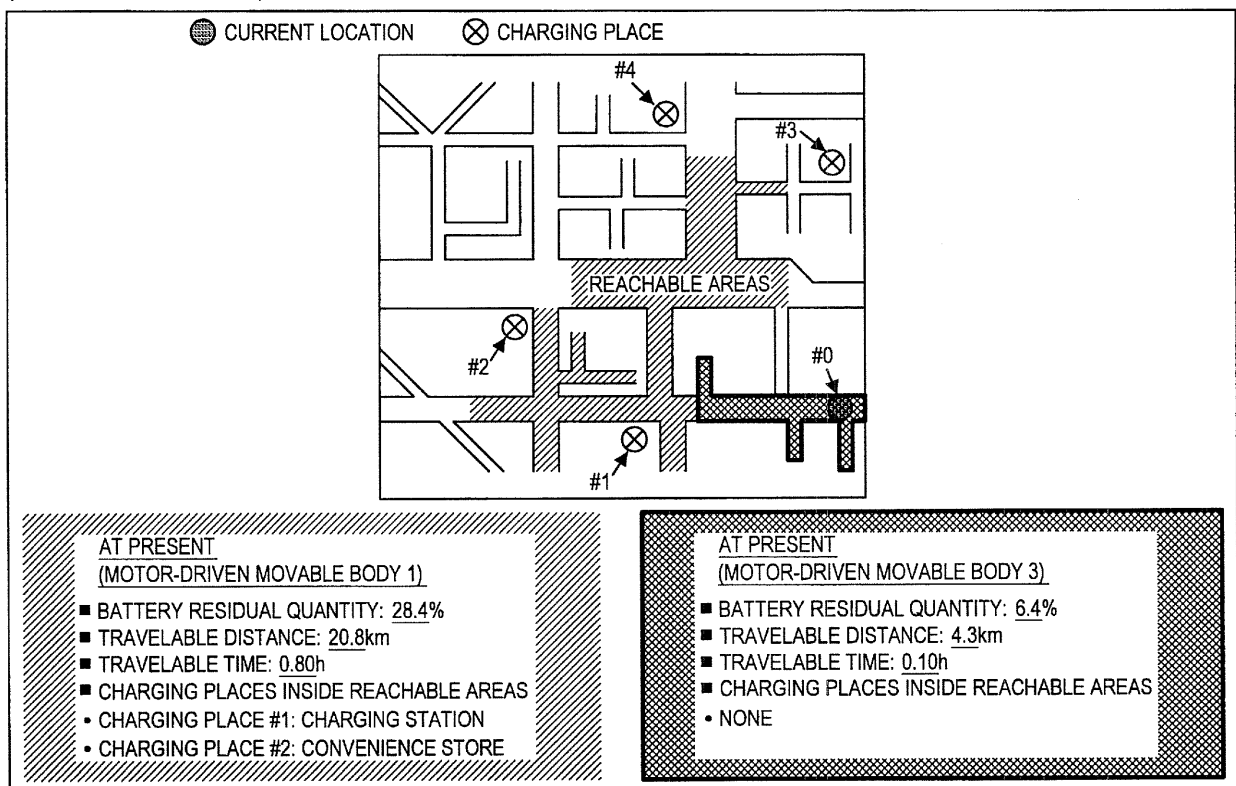 CURRENT LOCATION
CHARGING PLACE
#4
#3
REACHABLE AREAS
#2
#0
#1
AT PRESENT
(MOTOR-DRIVEN MOVABLE BODY 1)
■ BATTERY RESIDUAL QUANTITY: 28.4%
■ TRAVELABLE DISTANCE: 20.8km
■ TRAVELABLE TIME: 0.80h
■ CHARGING PLACES INSIDE REACHABLE AREAS
• CHARGING PLACE #1: CHARGING STATION
• CHARGING PLACE #2: CONVENIENCE STORE
AT PRESENT
(MOTOR-DRIVEN MOVABLE BODY 3)
■ BATTERY RESIDUAL QUANTITY: 6.4%
■ TRAVELABLE DISTANCE: 4.3km
■ TRAVELABLE TIME: 0.10h
■ CHARGING PLACES INSIDE REACHABLE AREAS
• NONE